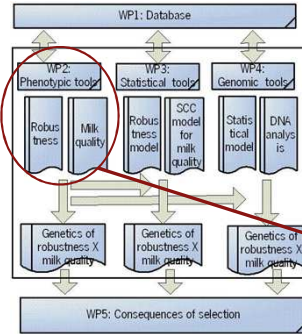 WP1: Database
WP2:
Phenotypic tools
WP3:
Statistical tools
WP4:
Genomic tools
Robus
tness
Milk
quality
Robus
tness
model
SCC
model
for
milk
quality
Statis
tical
model
DNA
analys
is
Genetics of
robustness X
milk quality
Genetics of
robustness X
milk quality
Genetics of
robustness X
milk quality
WP5: Consequences of selection